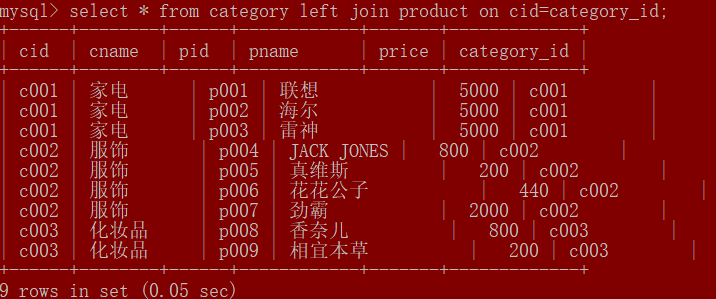 mysql> select * from category left join product on cid=category_id;
+------+--------+------+-------------+-------+-------------+
| cid | cname | pid | pname | price | category_id |
+------+--------+------+-------------+-------+-------------+
| c001 | 家电 | p001 | 联想 | 5000 | c001 |
| c001 | 家电 | p002 | 海尔 | 5000 | c001 |
| c001 | 家电 | p003 | 雷神 | 5000 | c001 |
| c002 | 服饰 | p004 | JACK JONES | 800 | c002 |
| c002 | 服饰 | p005 | 真维斯 | 200 | c002 |
| c002 | 服饰 | p006 | 花花公子 | 440 | c002 |
| c002 | 服饰 | p007 | 劲霸 | 2000 | c002 |
| c003 | 化妆品 | p008 | 香奈儿 | 800 | c003 |
| c003 | 化妆品 | p009 | 相宜本草 | 200 | c003 |
+------+--------+------+-------------+-------+-------------+
9 rows in set (0.05 sec)